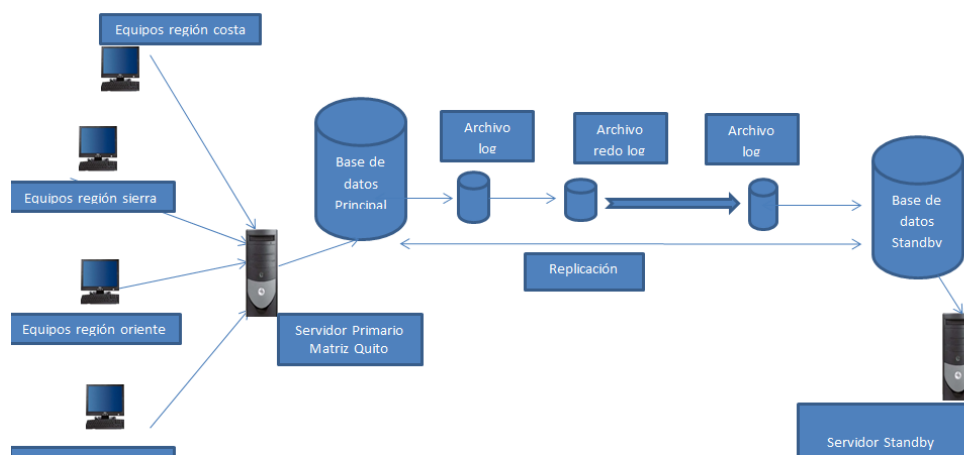 Equipos región costa
Equipos región sierra
Equipos región oriente
Servidor Primario
Matriz Quito
Base de
datos
Principal
Archivo
log
Archivo
redo log
Archivo
log
Replicación
Base de
datos
Standby
Servidor Standby